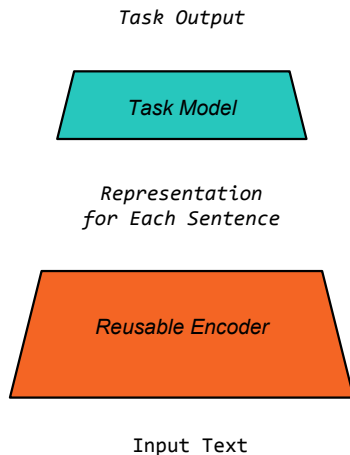 Task Output
Task Model
Representation
for Each Sentence
Reusable Encoder
Input Text